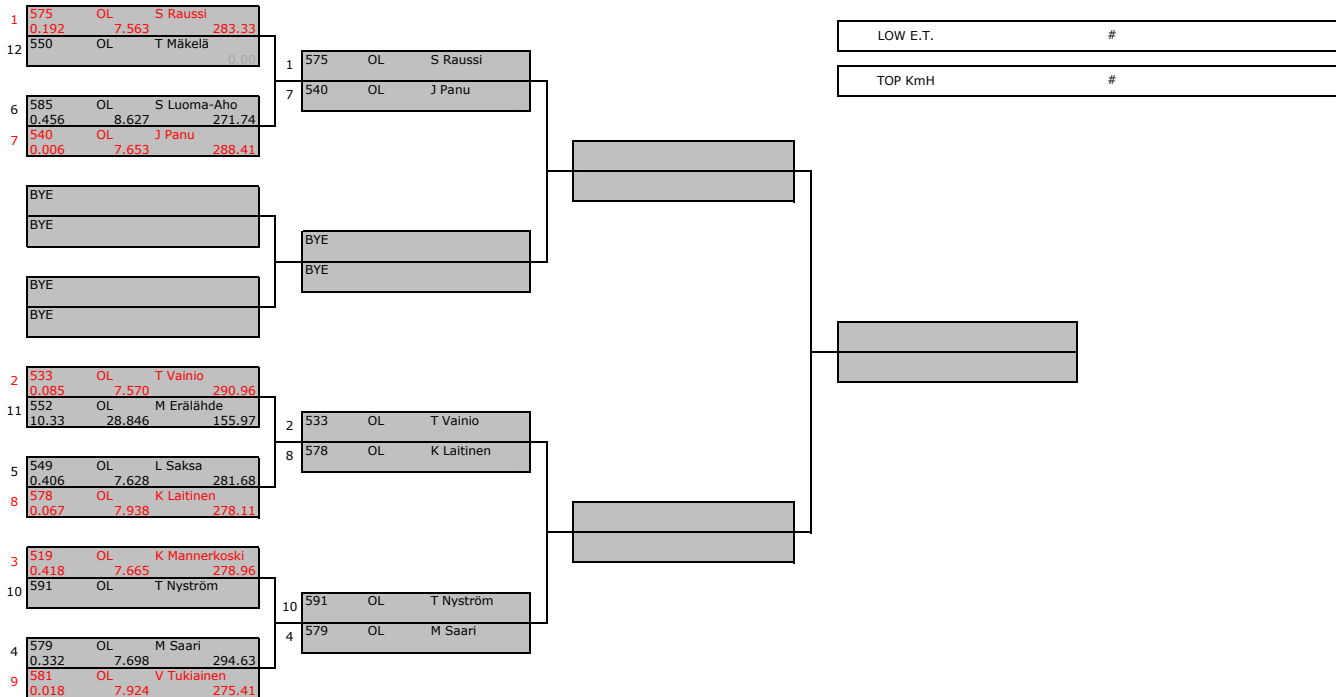 1 575 OL S Raussi
0.192 7.563 283.33
12 550 OL T Mäkelä
0.00
6 585 OL S Luoma-Aho
0.456 8.627 271.74
7 540 OL J Panu
0.006 7.653 288.41
BYE
BYE
BYE
BYE
2 533 OL T Vainio
0.085 7.570 290.96
11 552 OL M Erälähde
10.33 28.846 155.97
5 549 OL L Saksa
0.406 7.628 281.68
8 578 OL K Laitinen
0.067 7.938 278.11
3 519 OL K Mannerkoski
0.418 7.665 278.96
10 591 OL T Nyström
4 579 OL M Saari
0.332 7.698 294.63
9 581 OL V Tukiainen
0.018 7.924 275.41
1 575 OL S Raussi
7 540 OL J Panu
BYE
BYE
2 533 OL T Vainio
8 578 OL K Laitinen
10 591 OL T Nyström
4 579 OL M Saari
LOW E.T. #
TOP KmH #